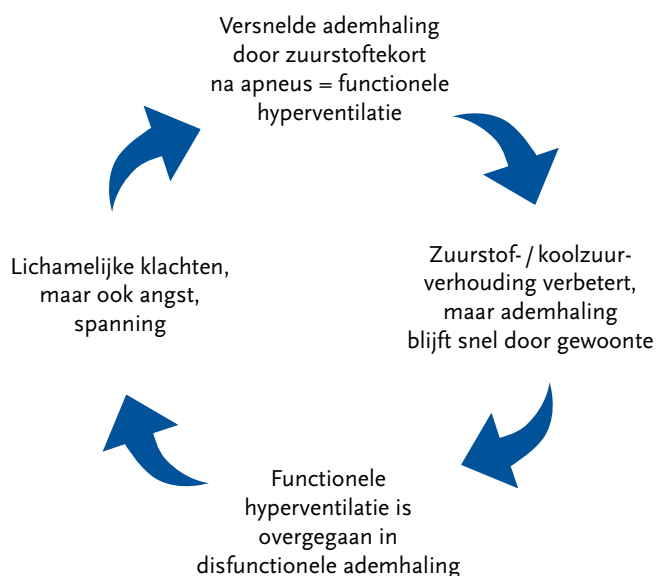 Versnelde ademhaling
door zuurstoftekort
na apneus = functionele
hyperventilatie
Zuurstof- / koolzuur-
verhouding verbetert,
maar ademhaling
blijft snel door gewoonte
Functionele
hyperventilatie is
overgegaan in
disfunctionele ademhaling
Lichamelijke klachten,
maar ook angst,
spanning